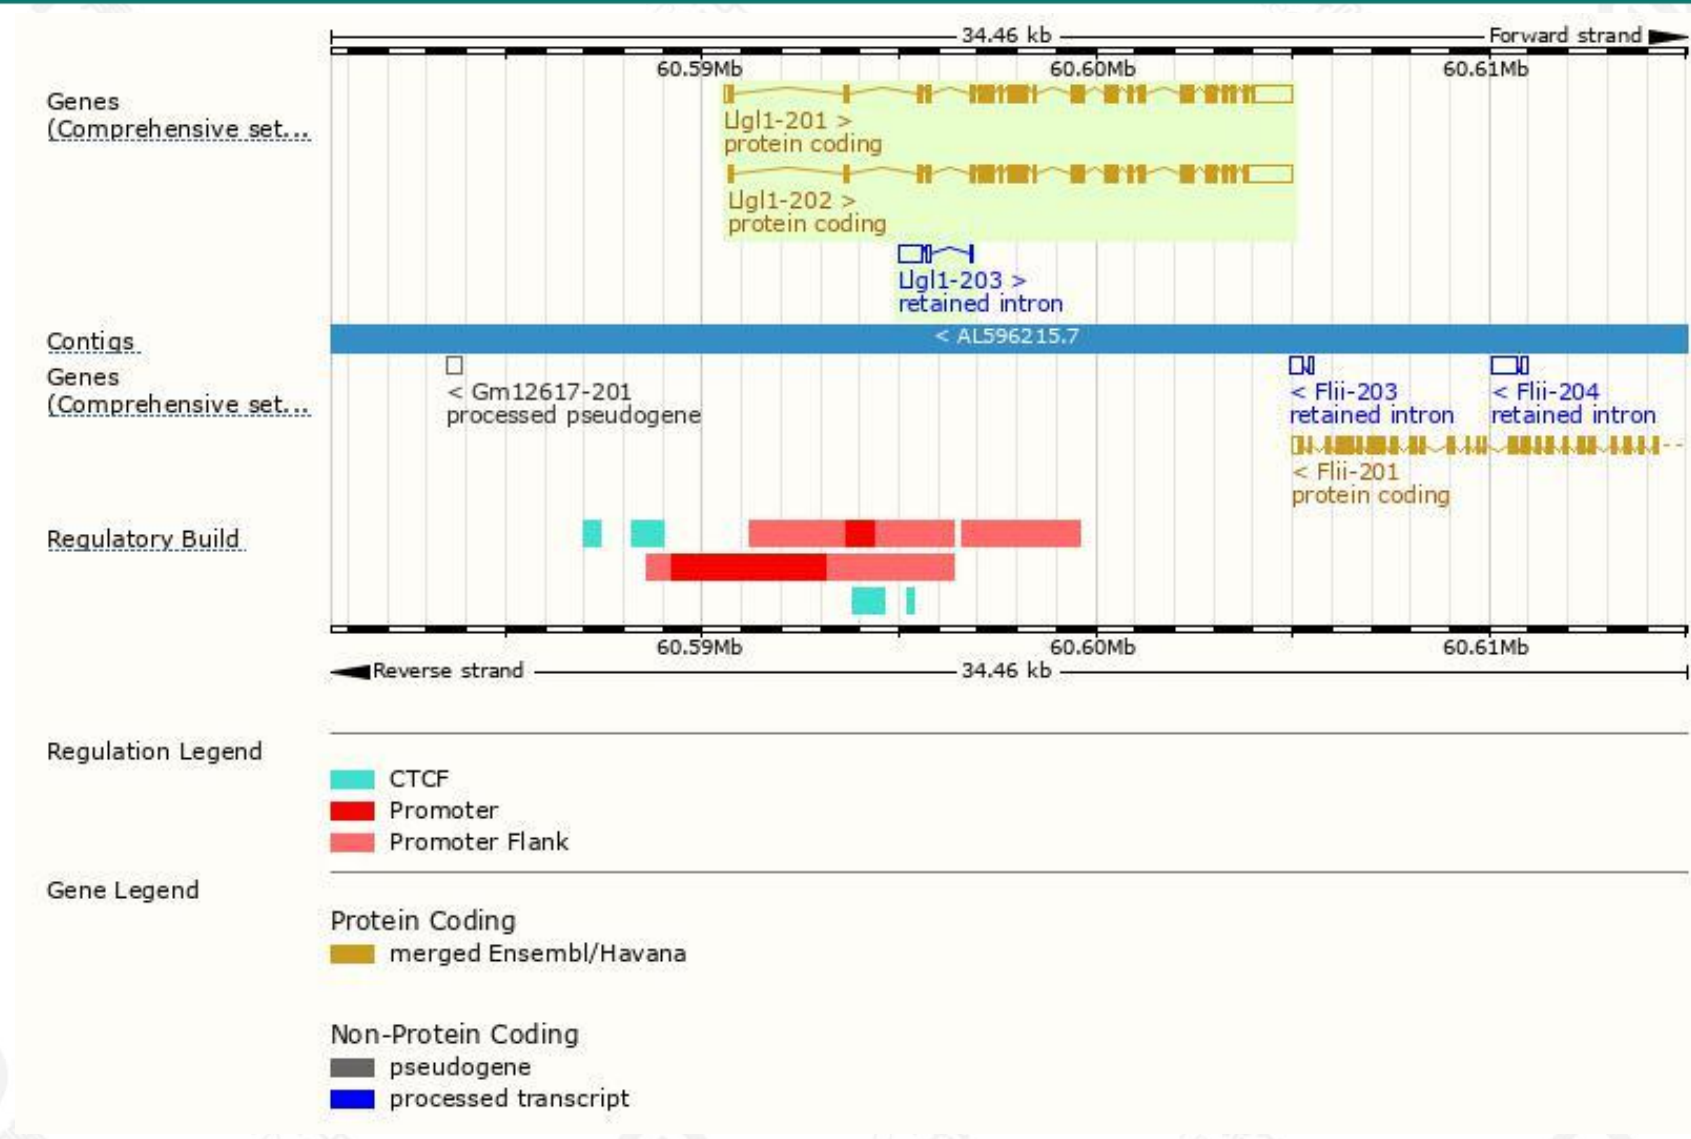 34.46 kb Forward strand
60.59Mb 60.60Mb 60.61Mb
Genes
(Comprehensive set...
Llgl1-201 >
protein coding
Llgl1-202 >
protein coding
Llgl1-203 >
retained intron
Contigs
< AL596215.7
Genes
(Comprehensive set...
< Gm12617-201
processed pseudogene
< Flii-203
retained intron
< Flii-204
retained intron
< Flii-201
protein coding
Regulatory Build
60.59Mb 60.60Mb 60.61Mb
Reverse strand 34.46 kb
Regulation Legend
CTCF
Promoter
Promoter Flank
Gene Legend
Protein Coding
merged Ensembl/Havana
Non-Protein Coding
pseudogene
processed transcript